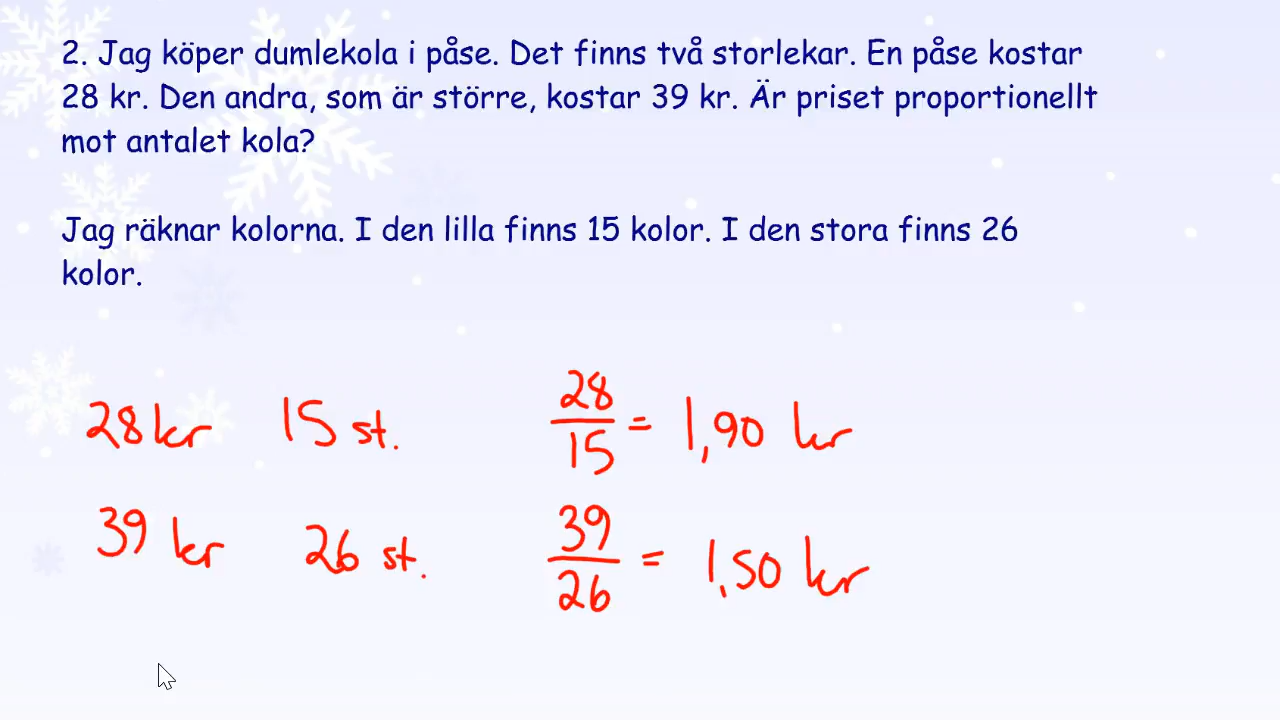 2. Jag köper dumlekola i påse. Det finns två storlekar. En påse kostar
28 kr. Den andra, som är större, kostar 39 kr. Är priset proportionellt
mot antalet kola?
Jag räknar kolorna. I den lilla finns 15 kolor. I den stora finns 26
kolor.
28 kr 15 st. 28/15 = 1,90 kr
39 kr 26 st. 39/26 = 1,50 kr